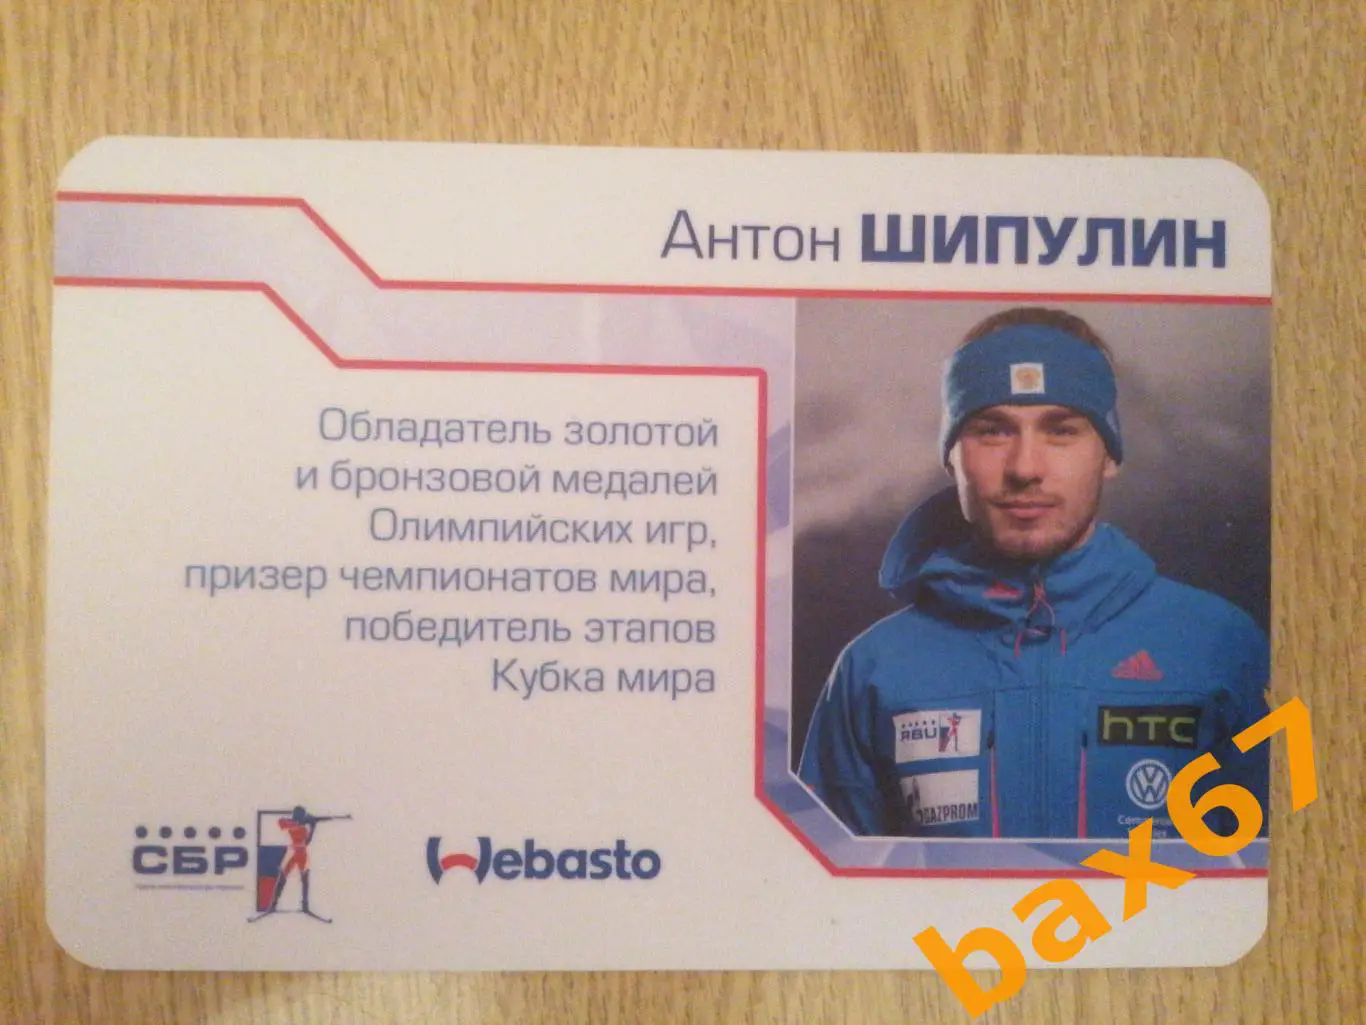 Антон ШИПУЛИН
Обладатель золотой
и бронзовой медалей
Олимпийских игр,
призер чемпионатов мира,
победитель этапов
Кубка мира
RBU
hTC
GAZPROM
СБР
Webasto
bax67